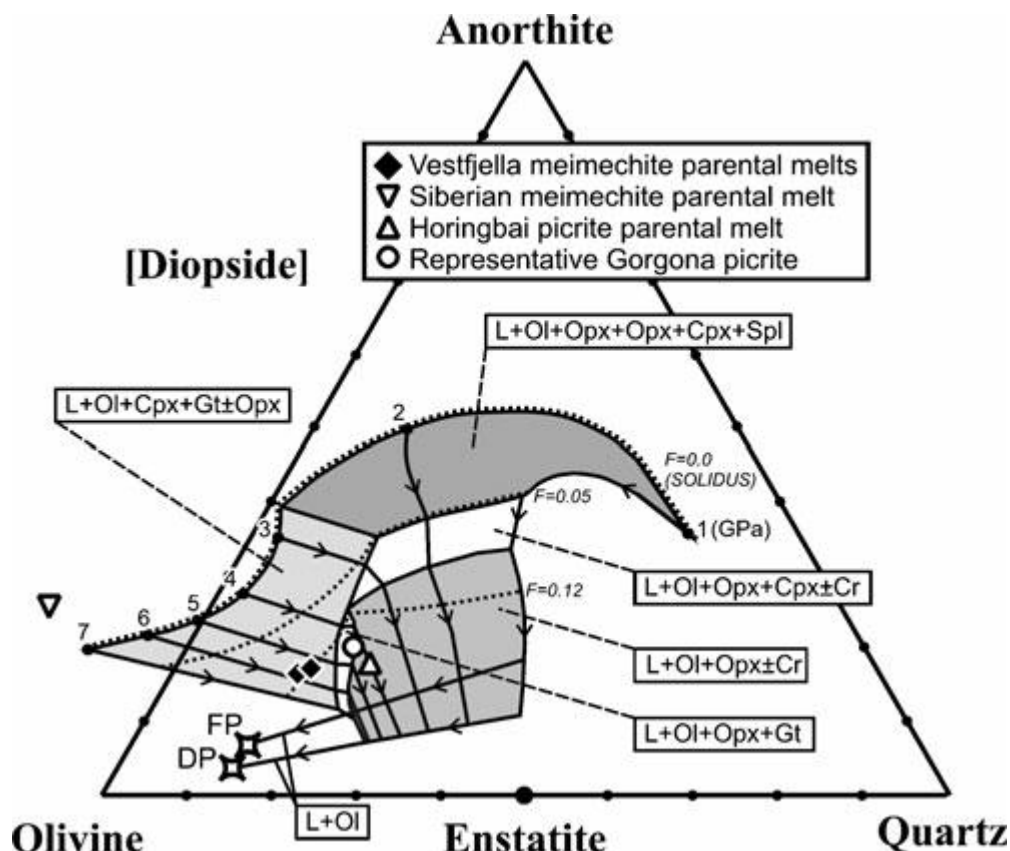 Anorthite
Vestfjella meimechite parental melts
Siberian meimechite parental melt
Horingbai picrite parental melt
Representative Gorgona picrite
[Diopside]
L+Ol+Opx+Opx+Cpx+Spl
L+Ol+Cpx+Gt±Opx
2
F=0.0
(SOLIDUS)
F=0.05
3
1(GPa)
4
L+Ol+Opx+Cpx±Cr
F=0.12
5
6
7
L+Ol+Opx±Cr
FP
L+Ol+Opx+Gt
DP
L+Ol
Olivine
Enstatite
Quartz